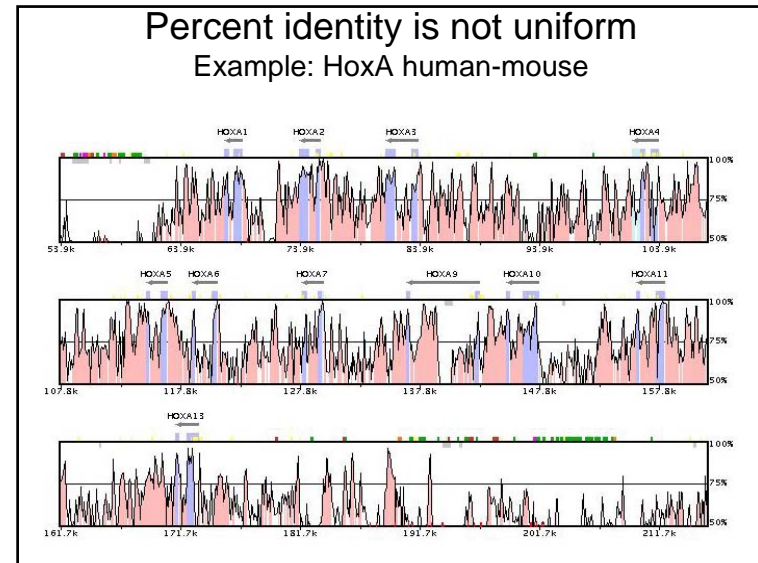 Percent identity is not uniform
Example: HoxA human-mouse
HOXA1 HOXA2 HOXA3 HOXA4
100%
75%
50%
53.9k 63.9k 73.9k 83.9k 93.9k 103.9k
HOXA5 HOXA6 HOXA7 HOXA9 HOXA10 HOXA11
100%
75%
50%
107.8k 117.8k 127.8k 137.8k 147.8k 157.8k
HOXA13
100%
75%
50%
161.7k 171.7k 181.7k 191.7k 201.7k 211.7k